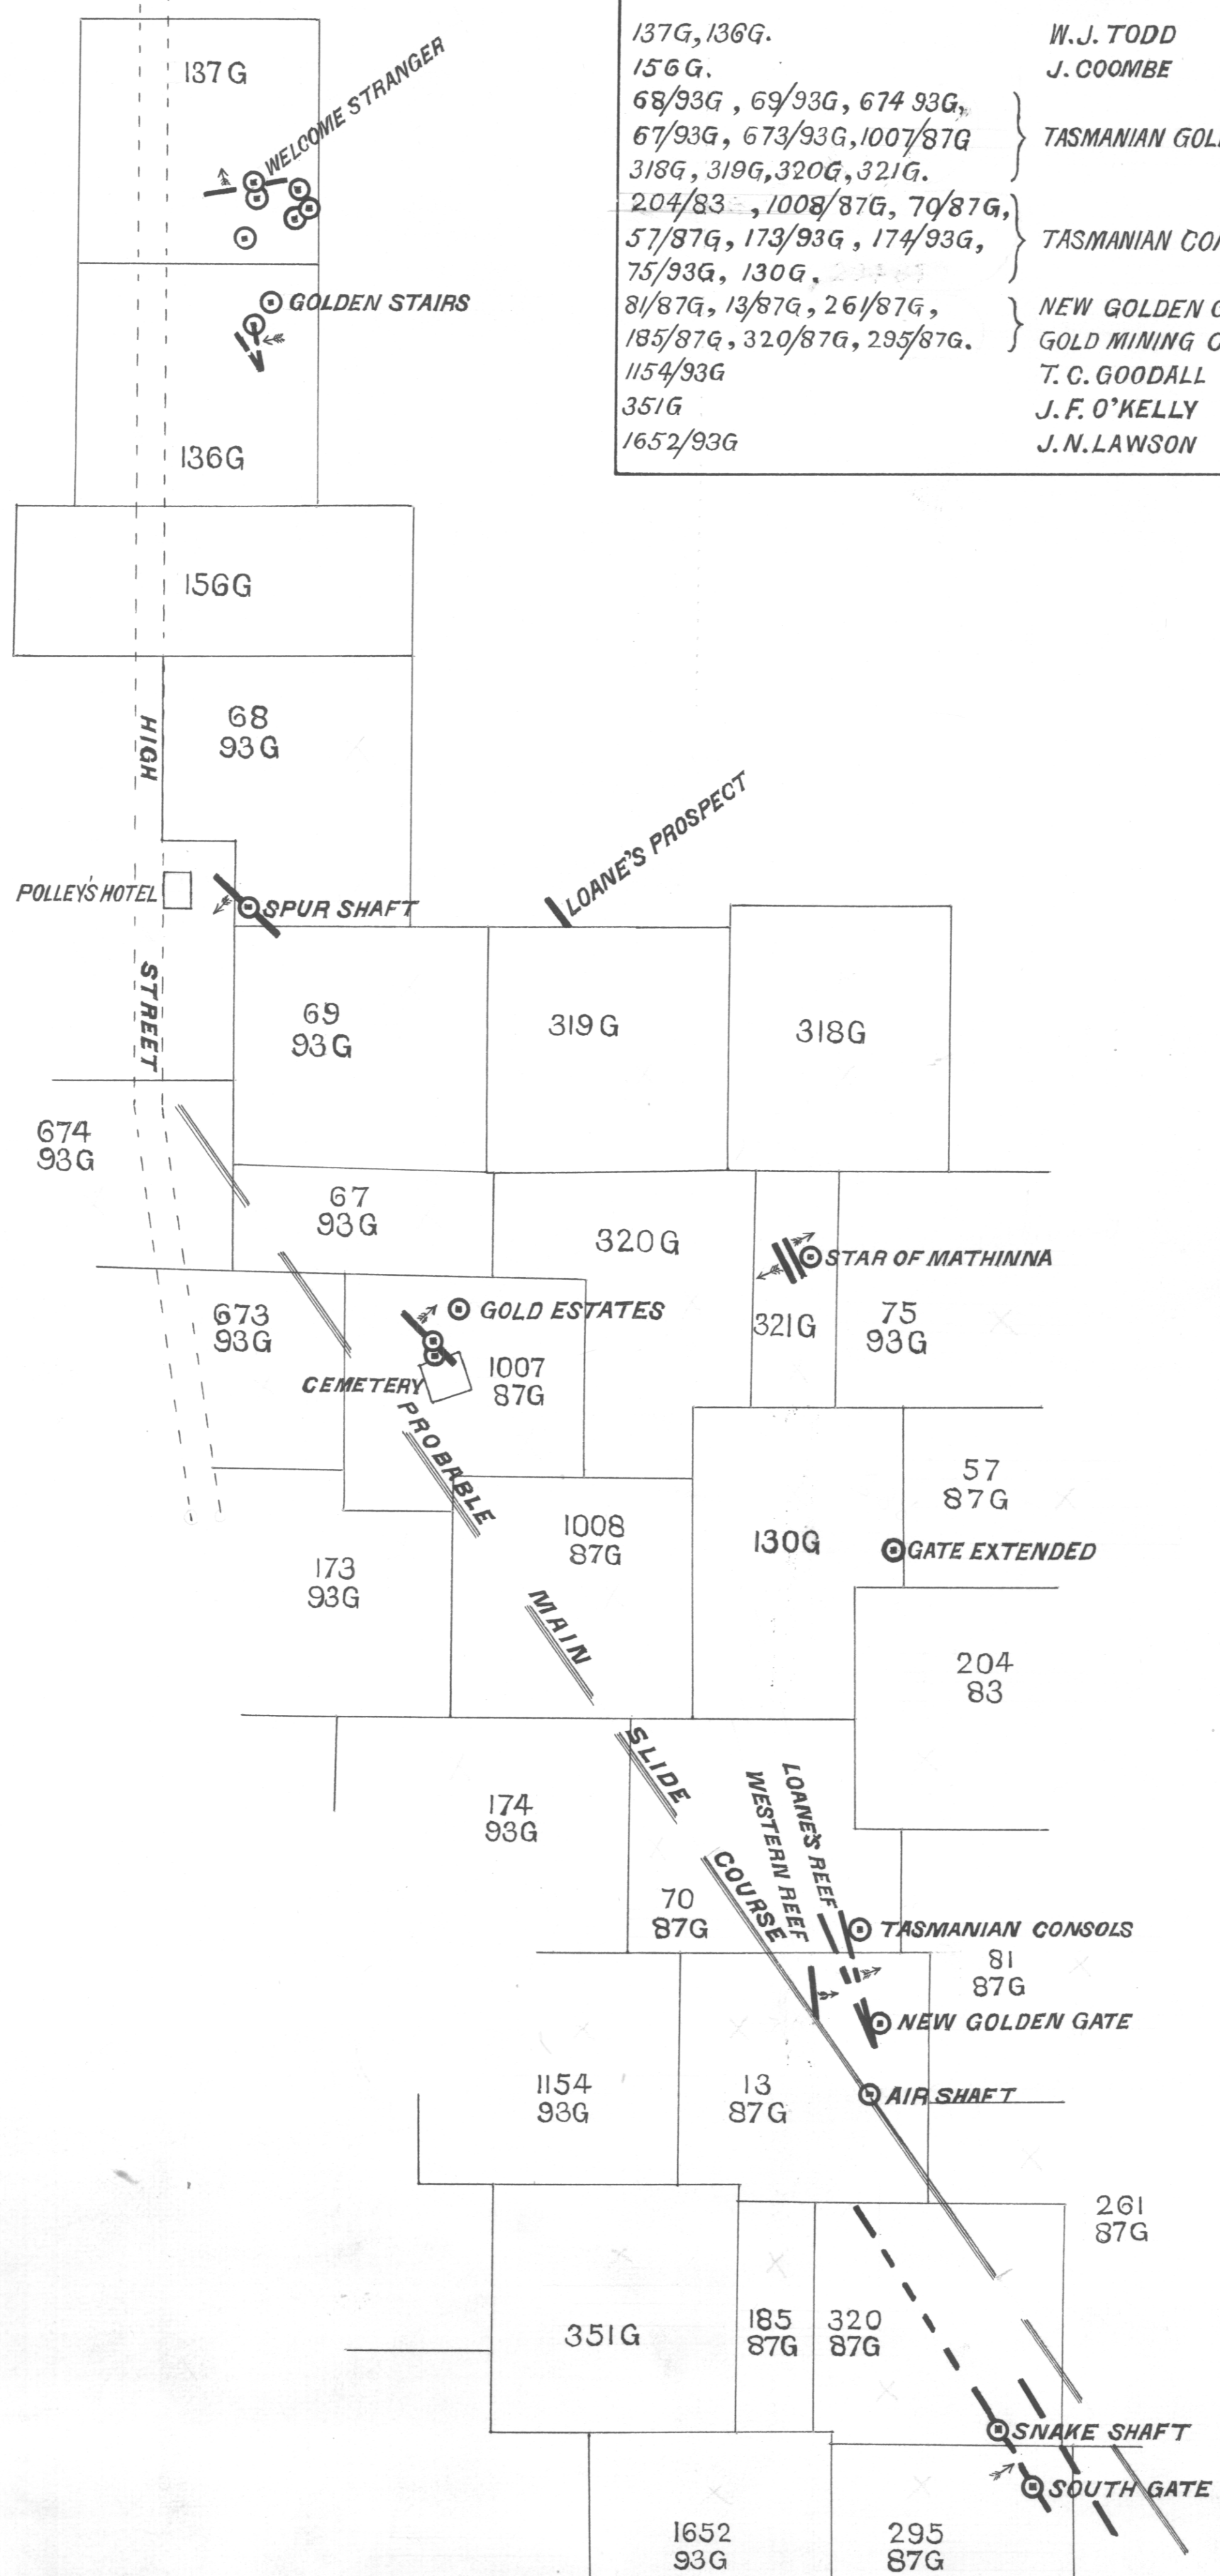 137G, 136G.
W.J. TODD
156G.
J. COOMBE
68/93G, 69/93G, 674 93G,
67/93G, 673/93G, 1007/87G
TASMANIAN
318G, 319G, 320G, 321G.
204/83 , 1008/87G, 70/87G,
57/87G, 173/93G, 174/93G,
TASMANIAN
75/93G, 130G.
81/87G, 13/87G, 261/87G,
NEW GOLDEN
185/87G, 320/87G, 295/87G.
GOLD MINING
1154/93G
T.C. GOODALL
351G
J.F. O'KELLY
1652/93G
J.N. LAWSON
137G
WELCOME STRANGER
GOLDEN STAIRS
136G
156G
HIGH
68
93G
LOANE'S PROSPECT
POLLEY'S HOTEL
SPUR SHAFT
STREET
69
93G
319G
318G
674
93G
67
93G
320G
STAR OF MATHINNA
673
93G
GOLD ESTATES
321G
75
93G
CEMETERY
1007
87G
PROBABLE
57
87G
1008
87G
130G
GATE EXTENDED
173
93G
MAIN
204
83
SLIDE
174
93G
LOANE'S REEF
WESTERN REEF
COURSE
70
87G
TASMANIAN CONSOLS
81
87G
NEW GOLDEN GATE
1154
93G
13
87G
AIR SHAFT
261
87G
351G
185
87G
320
87G
SNAKE SHAFT
SOUTH GATE
1652
93G
295
87G